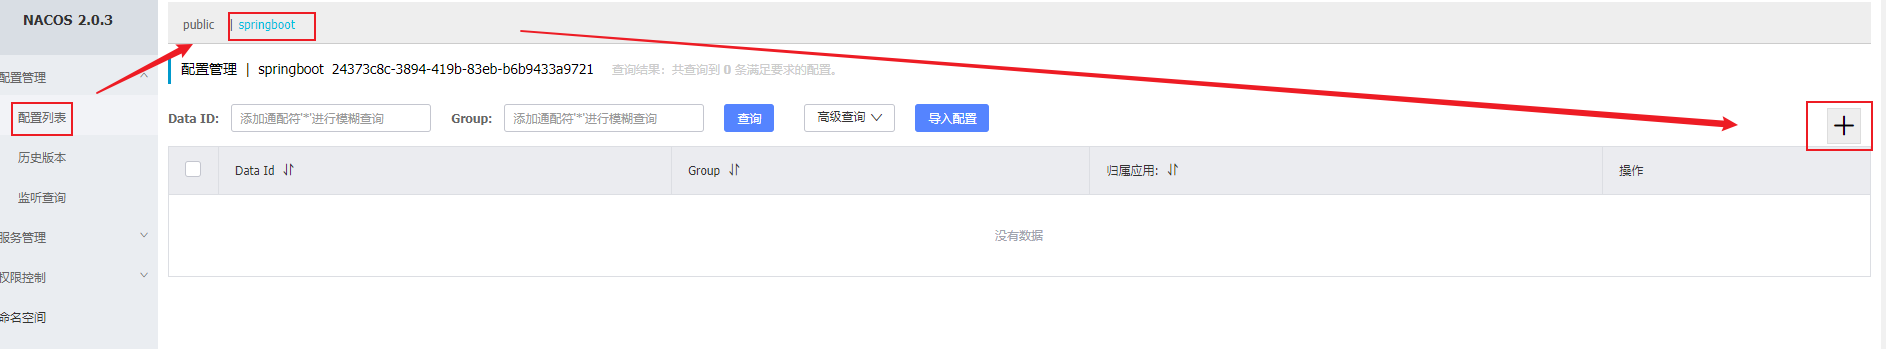 NACOS 2.0.3
public | springboot
配置管理
配置管理 | springboot 24373c8c-3894-419b-83eb-b6b9433a9721 查询结果：共查询到 0 条满足要求的配置。
配置列表
Data ID: 添加通配符'*'进行模糊查询 Group: 添加通配符'*'进行模糊查询 查询 高级查询 导入配置
历史版本
Data Id Group 归属应用: 操作
监听查询
服务管理
没有数据
权限控制
命名空间